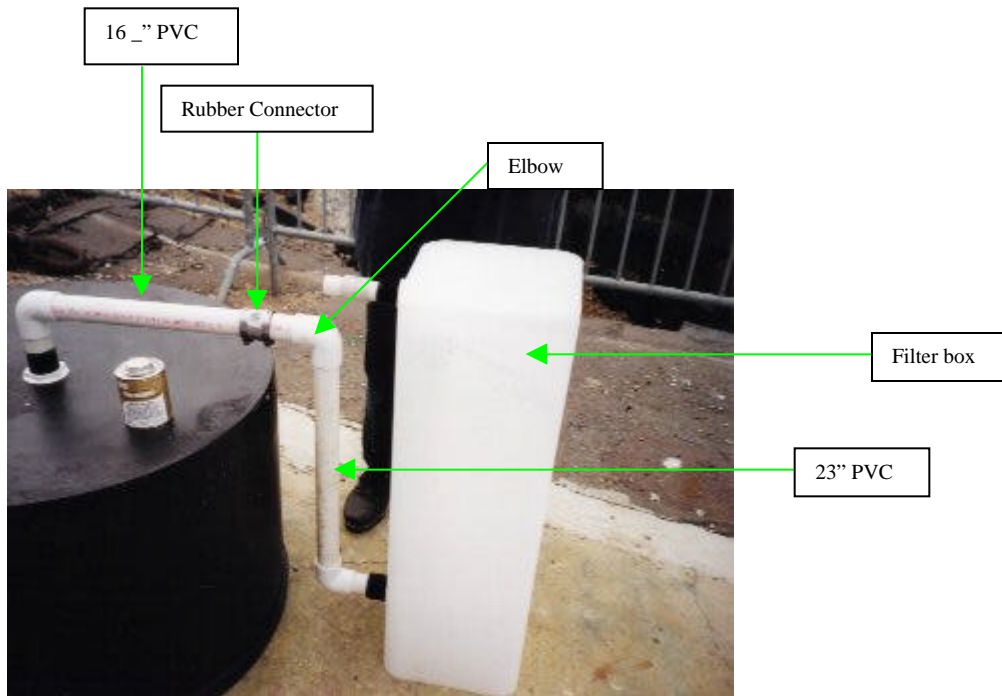 16 _” PVC
Rubber Connector
Elbow
Filter box
23” PVC